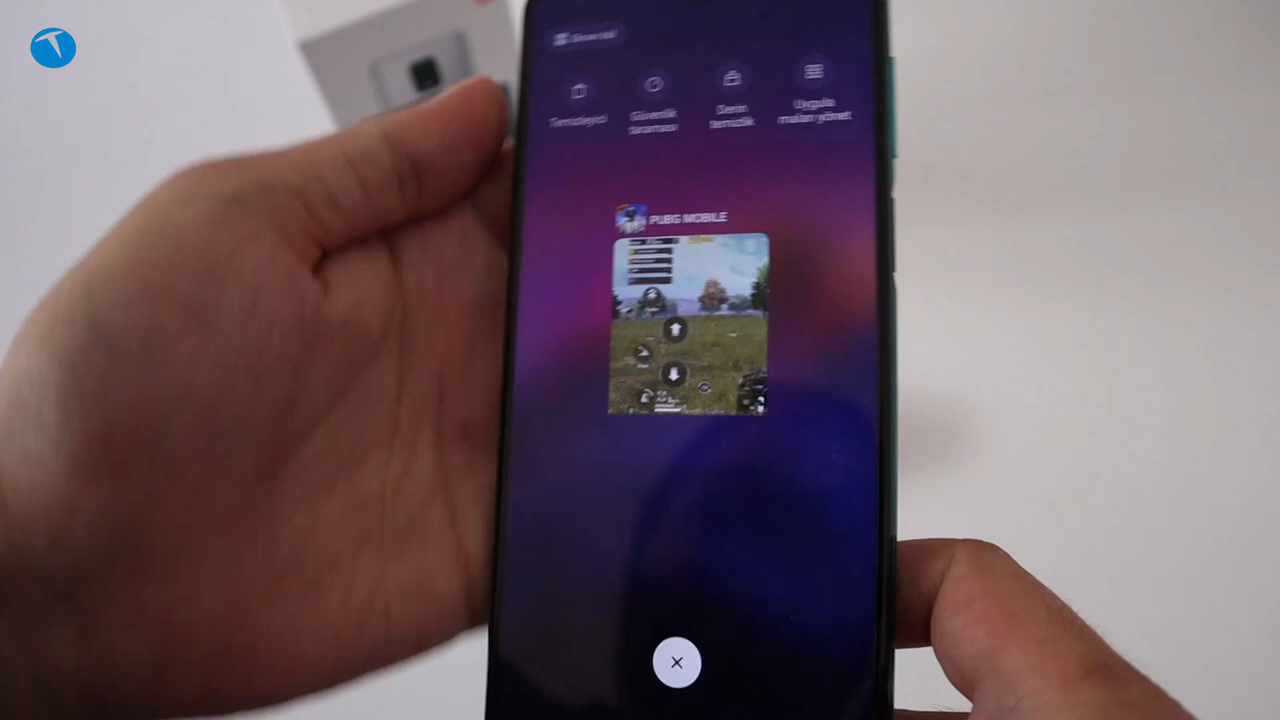 Temizleyici
Güvenlik
taraması
Derin
temizlik
Uygula
maları yönet
PUBG MOBILE